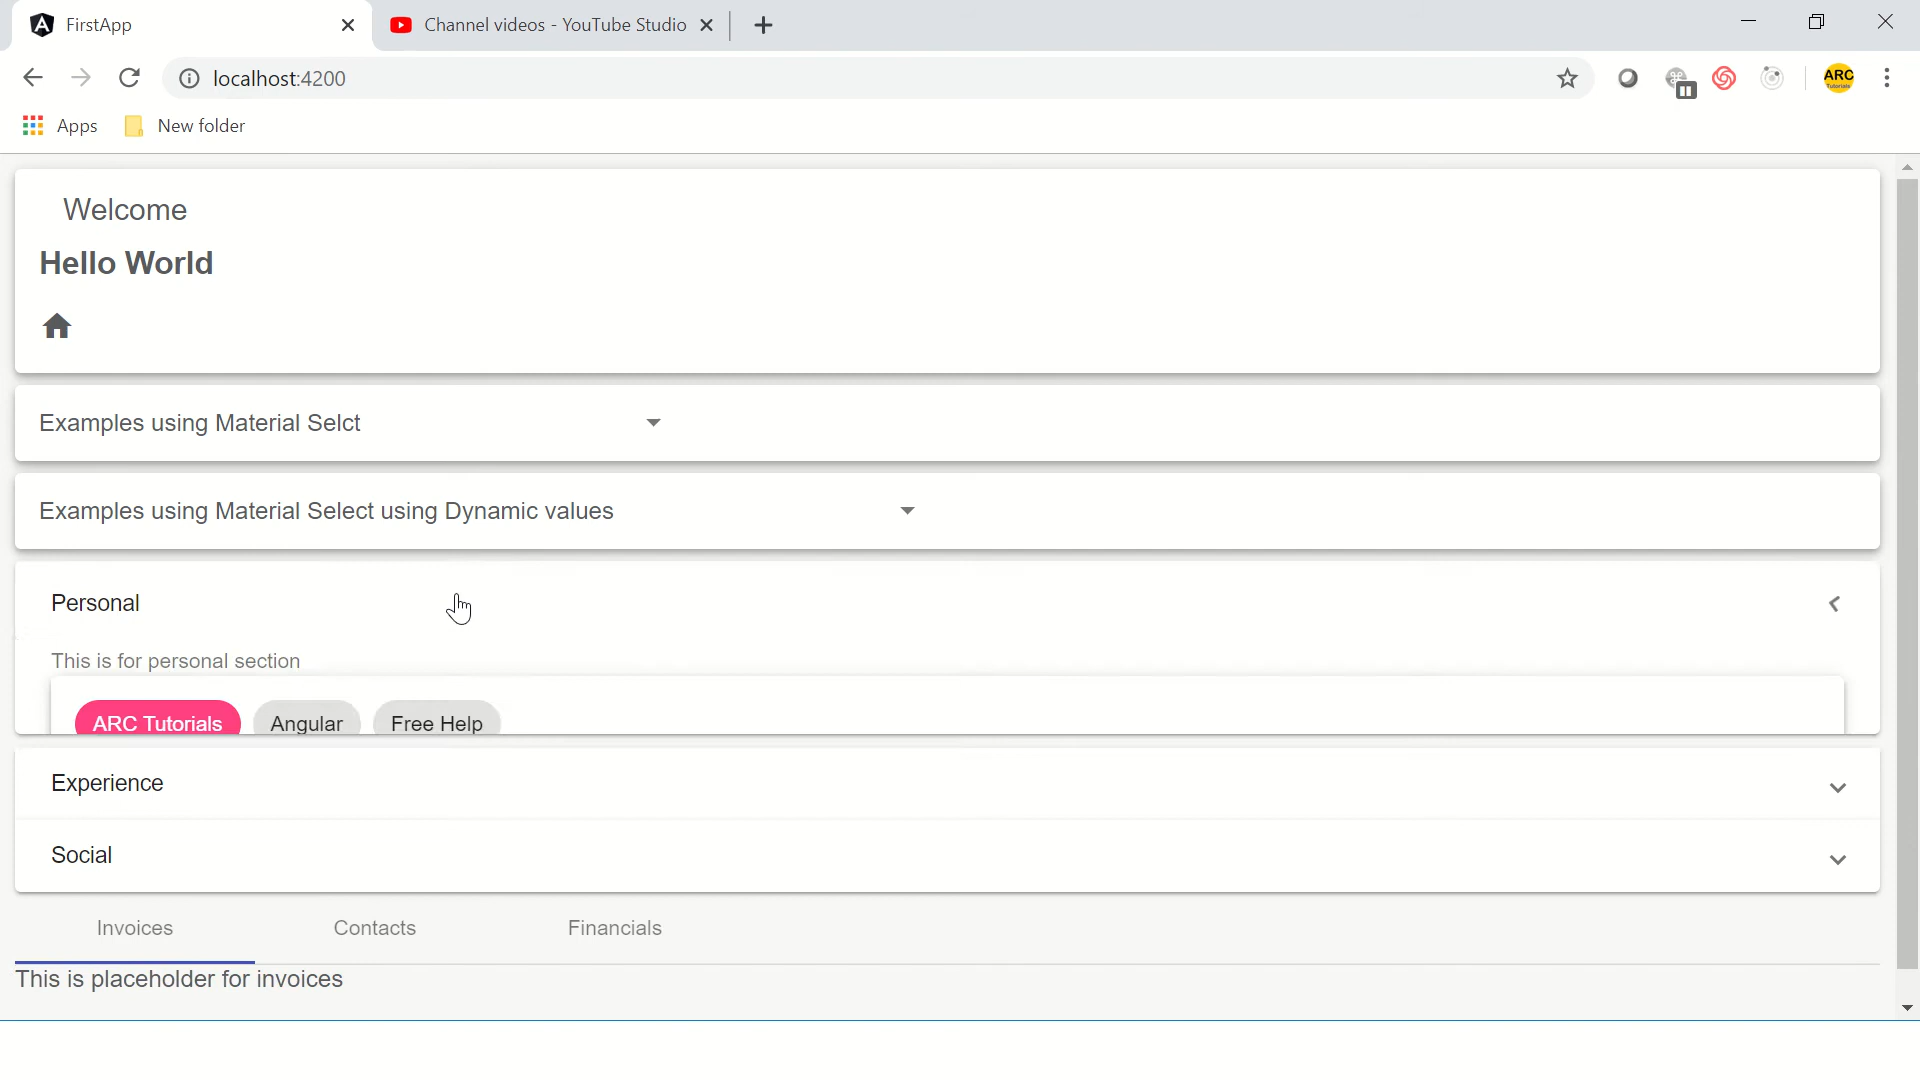 FirstApp
Channel videos - YouTube Studio
localhost:4200
ARC
Apps
New folder
Welcome
Hello World
Examples using Material Selct
Examples using Material Select using Dynamic values
Personal
This is for personal section
ARC Tutorials
Angular
Free Help
Experience
Social
Invoices
Contacts
Financials
This is placeholder for invoices